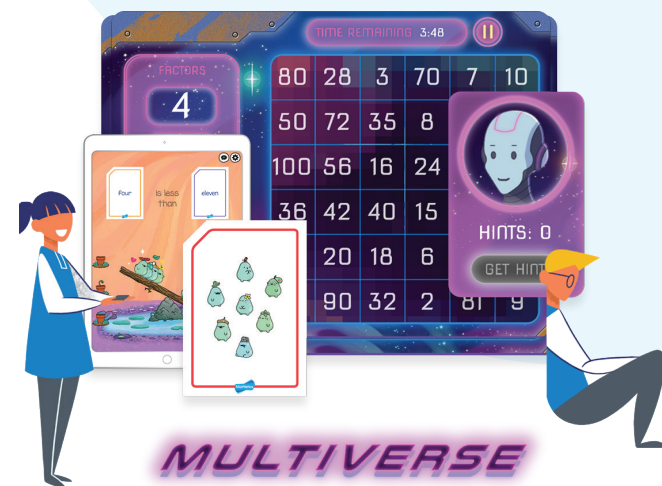 TIME REMAINING 3:48
FACTORS
4
80 28 3 70 7 10
50 72 35 8
100 56 16 24
36 42 40 15
20 18 6
90 32 2 81 9
HINTS: 0
GET HINT
Four is less than eleven
MULTIVERSE